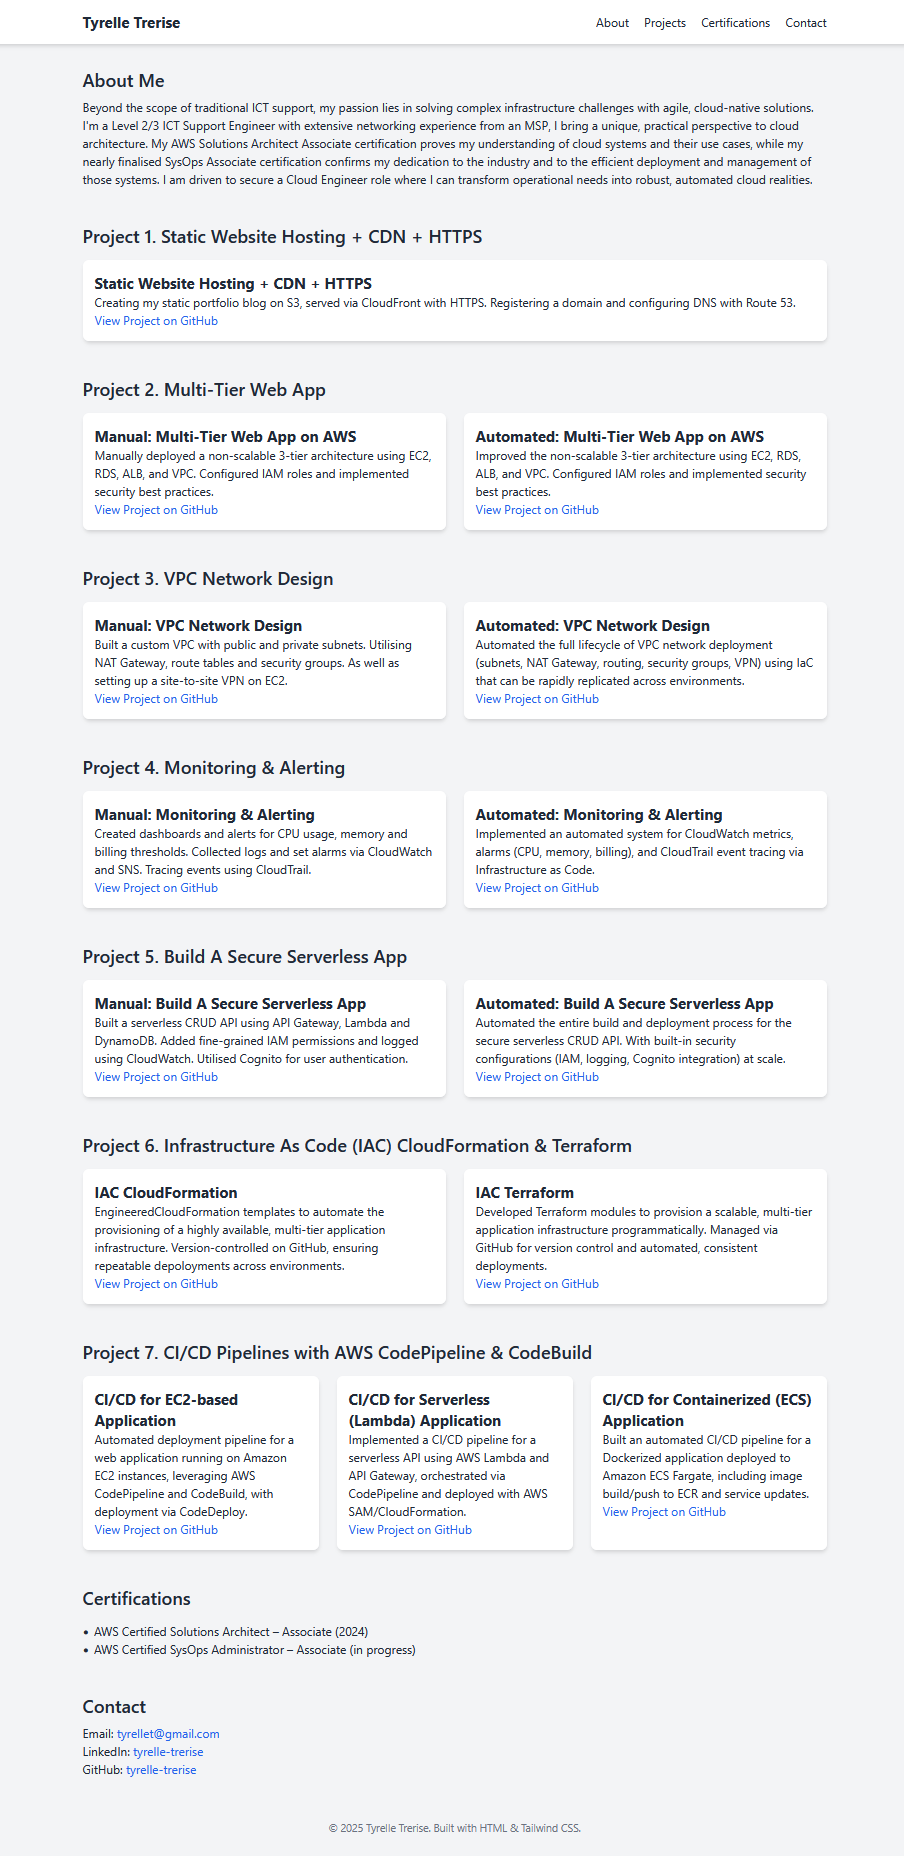 Tyrelle Trerise
About Projects Certifications Contact
About Me
Beyond the scope of traditional ICT support, my passion lies in solving complex infrastructure challenges with agile, cloud-native solutions.
I'm a Level 2/3 ICT Support Engineer with extensive networking experience from an MSP, I bring a unique, practical perspective to cloud
architecture. My AWS Solutions Architect Associate certification proves my understanding of cloud systems and their use cases, while my
nearly finalised SysOps Associate certification confirms my dedication to the industry and to the efficient deployment and management of
those systems. I am driven to secure a Cloud Engineer role where I can transform operational needs into robust, automated cloud realities.
Project 1. Static Website Hosting + CDN + HTTPS
Static Website Hosting + CDN + HTTPS
Creating my static portfolio blog on S3, served via CloudFront with HTTPS. Registering a domain and configuring DNS with Route 53.
View Project on GitHub
Project 2. Multi-Tier Web App
Manual: Multi-Tier Web App on AWS
Manually deployed a non-scalable 3-tier architecture using EC2,
RDS, ALB, and VPC. Configured IAM roles and implemented
security best practices.
View Project on GitHub
Automated: Multi-Tier Web App on AWS
Improved the non-scalable 3-tier architecture using EC2, RDS,
ALB, and VPC. Configured IAM roles and implemented security
best practices.
View Project on GitHub
Project 3. VPC Network Design
Manual: VPC Network Design
Built a custom VPC with public and private subnets. Utilising
NAT Gateway, route tables and security groups. As well as
setting up a site-to-site VPN on EC2.
View Project on GitHub
Automated: VPC Network Design
Automated the full lifecycle of VPC network deployment
(subnets, NAT Gateway, routing, security groups, VPN) using IaC
that can be rapidly replicated across environments.
View Project on GitHub
Project 4. Monitoring & Alerting
Manual: Monitoring & Alerting
Created dashboards and alerts for CPU usage, memory and
billing thresholds. Collected logs and set alarms via CloudWatch
and SNS. Tracing events using CloudTrail.
View Project on GitHub
Automated: Monitoring & Alerting
Implemented an automated system for CloudWatch metrics,
alarms (CPU, memory, billing), and CloudTrail event tracing via
Infrastructure as Code.
View Project on GitHub
Project 5. Build A Secure Serverless App
Manual: Build A Secure Serverless App
Built a serverless CRUD API using API Gateway, Lambda and
DynamoDB. Added fine-grained IAM permissions and logged
using CloudWatch. Utilised Cognito for user authentication.
View Project on GitHub
Automated: Build A Secure Serverless App
Automated the entire build and deployment process for the
secure serverless CRUD API. With built-in security
configurations (IAM, logging, Cognito integration) at scale.
View Project on GitHub
Project 6. Infrastructure As Code (IAC) CloudFormation & Terraform
IAC CloudFormation
EngineeredCloudFormation templates to automate the
provisioning of a highly available, multi-tier application
infrastructure. Version-controlled on GitHub, ensuring
repeatable depoloyments across environments.
View Project on GitHub
IAC Terraform
Developed Terraform modules to provision a scalable, multi-tier
application infrastructure programmatically. Managed via
GitHub for version control and automated, consistent
deployments.
View Project on GitHub
Project 7. CI/CD Pipelines with AWS CodePipeline & CodeBuild
CI/CD for EC2-based
Application
Automated deployment pipeline for a
web application running on Amazon
EC2 instances, leveraging AWS
CodePipeline and CodeBuild, with
deployment via CodeDeploy.
View Project on GitHub
CI/CD for Serverless
(Lambda) Application
Implemented a CI/CD pipeline for a
serverless API using AWS Lambda and
API Gateway, orchestrated via
CodePipeline and deployed with AWS
SAM/CloudFormation.
View Project on GitHub
CI/CD for Containerized (ECS)
Application
Built an automated CI/CD pipeline for a
Dockerized application deployed to
Amazon ECS Fargate, including image
build/push to ECR and service updates.
View Project on GitHub
Certifications
• AWS Certified Solutions Architect – Associate (2024)
• AWS Certified SysOps Administrator – Associate (in progress)
Contact
Email: tyrellet@gmail.com
LinkedIn: tyrelle-trerise
GitHub: tyrelle-trerise
© 2025 Tyrelle Trerise. Built with HTML & Tailwind CSS.